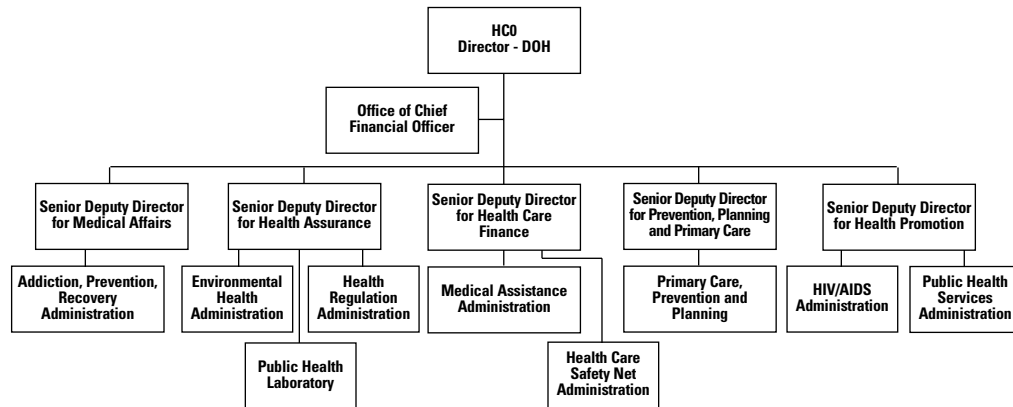 HC0
Director - DOH
Office of Chief
Financial Officer
Senior Deputy Director
for Medical Affairs
Senior Deputy Director
for Health Assurance
Senior Deputy Director
for Health Care
Finance
Senior Deputy Director
for Prevention, Planning
and Primary Care
Senior Deputy Director
for Health Promotion
Addiction, Prevention,
Recovery
Administration
Environmental
Health
Administration
Health
Regulation
Administration
Medical Assistance
Administration
Primary Care,
Prevention and
Planning
HIV/AIDS
Administration
Public Health
Services
Administration
Public Health
Laboratory
Health Care
Safety Net
Administration